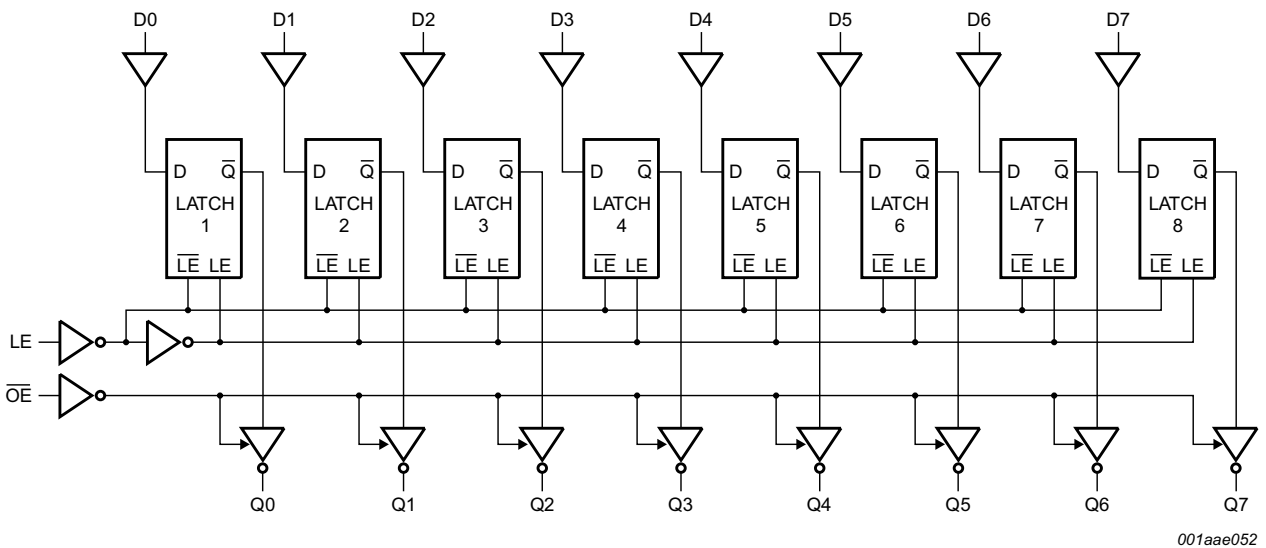 D0 D1 D2 D3 D4 D5 D6 D7
D Q̅ D Q̅ D Q̅ D Q̅ D Q̅ D Q̅ D Q̅ D Q̅
LATCH LATCH LATCH LATCH LATCH LATCH LATCH LATCH
1 2 3 4 5 6 7 8
L̅E̅ LE L̅E̅ LE L̅E̅ LE L̅E̅ LE L̅E̅ LE L̅E̅ LE L̅E̅ LE L̅E̅ LE
LE
O̅E̅
Q0 Q1 Q2 Q3 Q4 Q5 Q6 Q7
001aae052